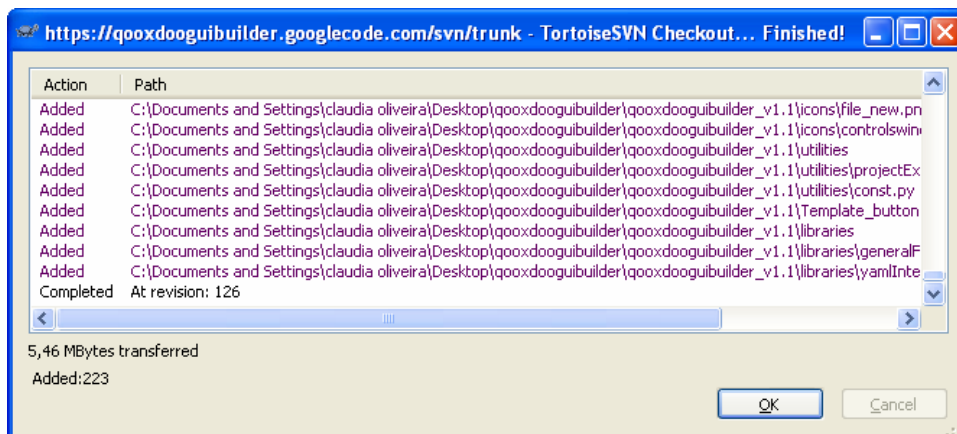 https://qooxdooguibuilder.googlecode.com/svn/trunk - TortoiseSVN Checkout... Finished!
Action Path
Added C:\Documents and Settings\claudia oliveira\Desktop\qooxdooguibuilder\qooxdooguibuilder_v1.1\icons\file_new.pn
Added C:\Documents and Settings\claudia oliveira\Desktop\qooxdooguibuilder\qooxdooguibuilder_v1.1\icons\controlswin
Added C:\Documents and Settings\claudia oliveira\Desktop\qooxdooguibuilder\qooxdooguibuilder_v1.1\utilities
Added C:\Documents and Settings\claudia oliveira\Desktop\qooxdooguibuilder\qooxdooguibuilder_v1.1\utilities\projectEx
Added C:\Documents and Settings\claudia oliveira\Desktop\qooxdooguibuilder\qooxdooguibuilder_v1.1\utilities\const.py
Added C:\Documents and Settings\claudia oliveira\Desktop\qooxdooguibuilder\qooxdooguibuilder_v1.1\Template_button
Added C:\Documents and Settings\claudia oliveira\Desktop\qooxdooguibuilder\qooxdooguibuilder_v1.1\libraries
Added C:\Documents and Settings\claudia oliveira\Desktop\qooxdooguibuilder\qooxdooguibuilder_v1.1\libraries\generalF
Added C:\Documents and Settings\claudia oliveira\Desktop\qooxdooguibuilder\qooxdooguibuilder_v1.1\libraries\yamlInte
Completed At revision: 126
5,46 MBytes transferred
Added:223
OK Cancel